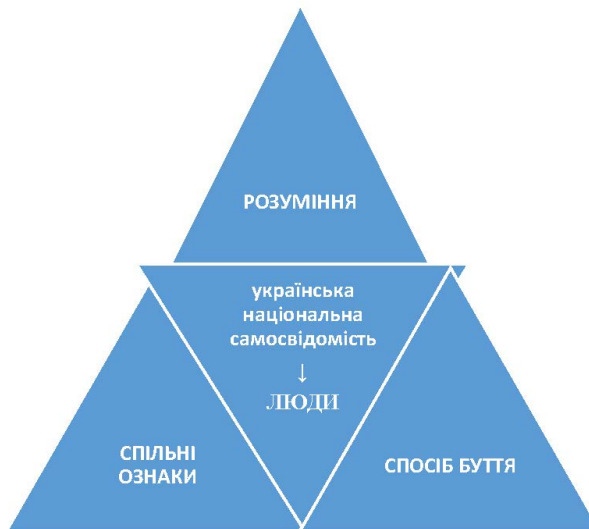 РОЗУМІННЯ
українська
національна
самосвідомість
↓
ЛЮДИ
СПІЛЬНІ
ОЗНАКИ
СПОСІБ БУТТЯ